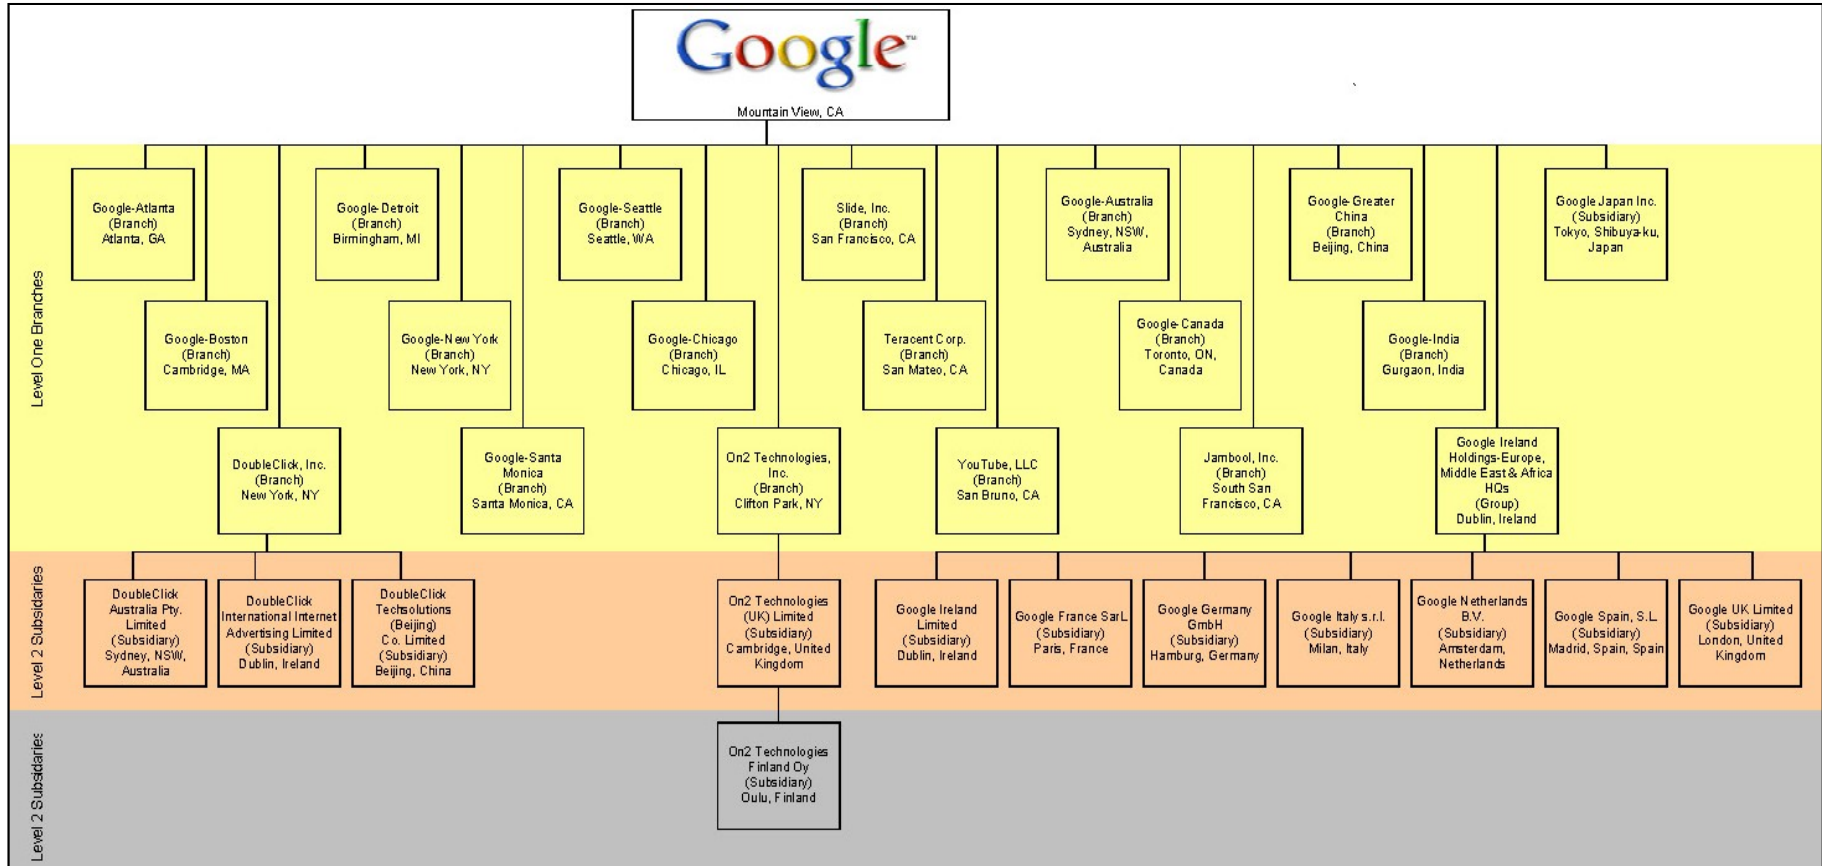 Google™
Mountain View, CA
Level One Branches
Google-Atlanta
(Branch)
Atlanta, GA
Google-Detroit
(Branch)
Birmingham, MI
Google-Seattle
(Branch)
Seattle, WA
Slide, Inc.
(Branch)
San Francisco, CA
Google-Australia
(Branch)
Sydney, NSW,
Australia
Google-Greater
China
(Branch)
Beijing, China
Google Japan Inc.
(Subsidiary)
Tokyo, Shibuya-ku,
Japan
Google-Boston
(Branch)
Cambridge, MA
Google-New York
(Branch)
New York, NY
Google-Chicago
(Branch)
Chicago, IL
Teracent Corp.
(Branch)
San Mateo, CA
Google-Canada
(Branch)
Toronto, ON,
Canada
Google-India
(Branch)
Gurgaon, India
DoubleClick, Inc.
(Branch)
New York, NY
Google-Santa
Monica
(Branch)
Santa Monica, CA
On2 Technologies,
Inc.
(Branch)
Clifton Park, NY
YouTube, LLC
(Branch)
San Bruno, CA
Jambool, Inc.
(Branch)
South San
Francisco, CA
Google Ireland
Holdings-Europe,
Middle East & Africa
HQs
(Group)
Dublin, Ireland
Level 2 Subsidaries
DoubleClick
Australia Pty.
Limited
(Subsidiary)
Sydney, NSW,
Australia
DoubleClick
International Internet
Advertising Limited
(Subsidiary)
Dublin, Ireland
DoubleClick
Techsolutions
(Beijing)
Co. Limited
(Subsidiary)
Beijing, China
On2 Technologies
(UK) Limited
(Subsidiary)
Cambridge, United
Kingdom
Google Ireland
Limited
(Subsidiary)
Dublin, Ireland
Google France SarL
(Subsidiary)
Paris, France
Google Germany
GmbH
(Subsidiary)
Hamburg, Germany
Google Italy s.r.l.
(Subsidiary)
Milan, Italy
Google Netherlands
B.V.
(Subsidiary)
Amsterdam,
Netherlands
Google Spain, S.L
(Subsidiary)
Madrid, Spain, Spain
Google UK Limited
(Subsidiary)
London, United
Kingdom
Level 2 Subsidaries
On2 Technologies
Finland Oy
(Subsidiary)
Oulu, Finland